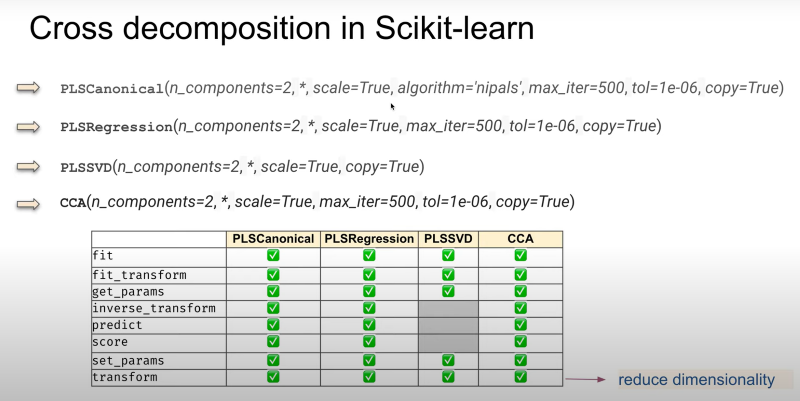 Cross decomposition in Scikit-learn
PLSCanonical(n_components=2, *, scale=True, algorithm='nipals', max_iter=500, tol=1e-06, copy=True)
PLSRegression(n_components=2, *, scale=True, max_iter=500, tol=1e-06, copy=True)
PLSSVD(n_components=2, *, scale=True, copy=True)
CCA(n_components=2, *, scale=True, max_iter=500, tol=1e-06, copy=True)
PLSCanonical PLSRegression PLSSVD CCA
fit ✅ ✅ ✅ ✅
fit_transform ✅ ✅ ✅ ✅
get_params ✅ ✅ ✅ ✅
inverse_transform ✅ ✅ ✅
predict ✅ ✅ ✅
score ✅ ✅ ✅
set_params ✅ ✅ ✅ ✅
transform ✅ ✅ ✅ ✅ reduce dimensionality